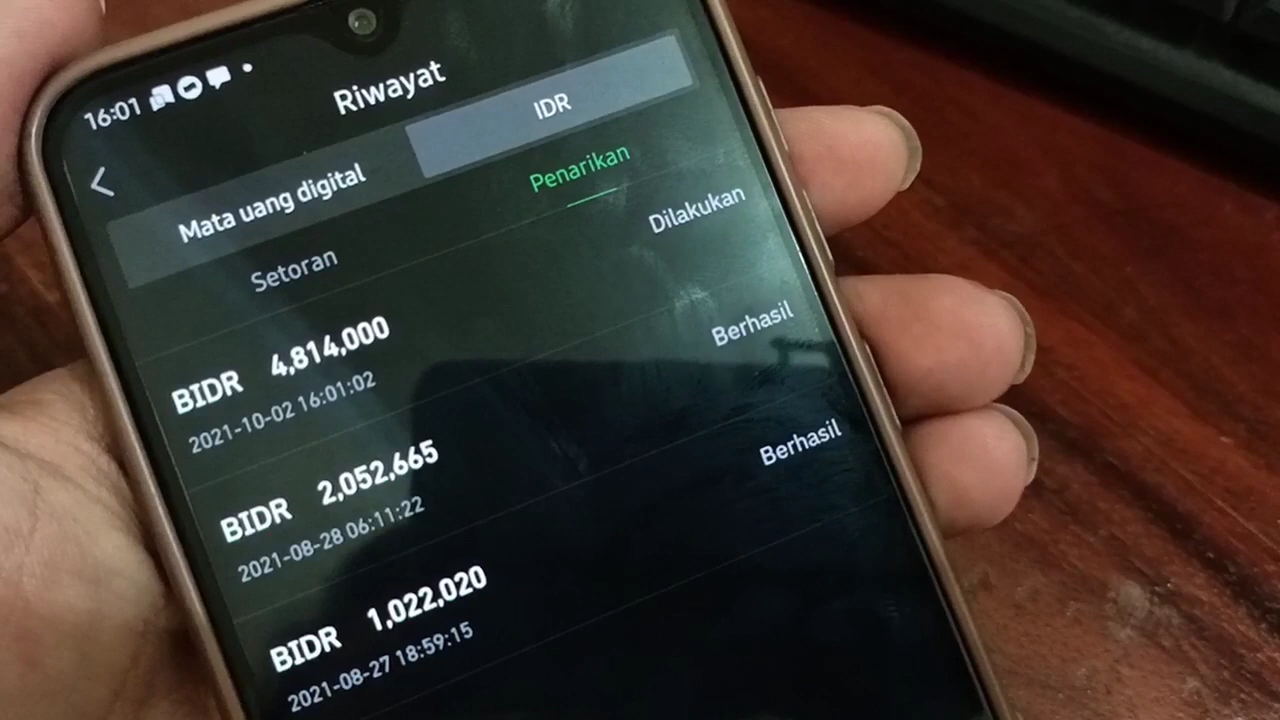 16:01
Riwayat
Mata uang digital IDR
Setoran Penarikan
BIDR 4,814,000 Dilakukan
2021-10-02 16:01:02
BIDR 2,052,665 Berhasil
2021-08-28 06:11:22
BIDR 1,022,020 Berhasil
2021-08-27 18:59:15